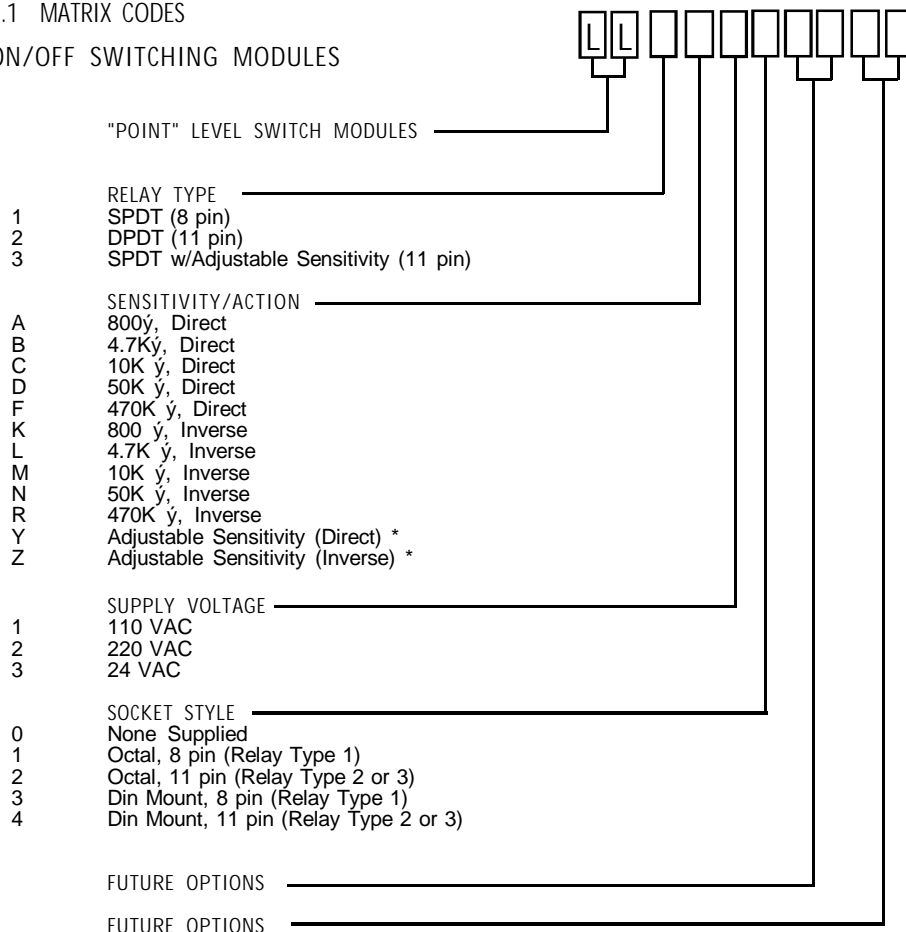 .1 MATRIX CODES
ON/OFF SWITCHING MODULES
L L
"POINT" LEVEL SWITCH MODULES
RELAY TYPE
1 SPDT (8 pin)
2 DPDT (11 pin)
3 SPDT w/Adjustable Sensitivity (11 pin)
SENSITIVITY/ACTION
A 800ý, Direct
B 4.7Ký, Direct
C 10K ý, Direct
D 50K ý, Direct
F 470K ý, Direct
K 800 ý, Inverse
L 4.7K ý, Inverse
M 10K ý, Inverse
N 50K ý, Inverse
R 470K ý, Inverse
Y Adjustable Sensitivity (Direct) *
Z Adjustable Sensitivity (Inverse) *
SUPPLY VOLTAGE
1 110 VAC
2 220 VAC
3 24 VAC
SOCKET STYLE
0 None Supplied
1 Octal, 8 pin (Relay Type 1)
2 Octal, 11 pin (Relay Type 2 or 3)
3 Din Mount, 8 pin (Relay Type 1)
4 Din Mount, 11 pin (Relay Type 2 or 3)
FUTURE OPTIONS
FUTURE OPTIONS